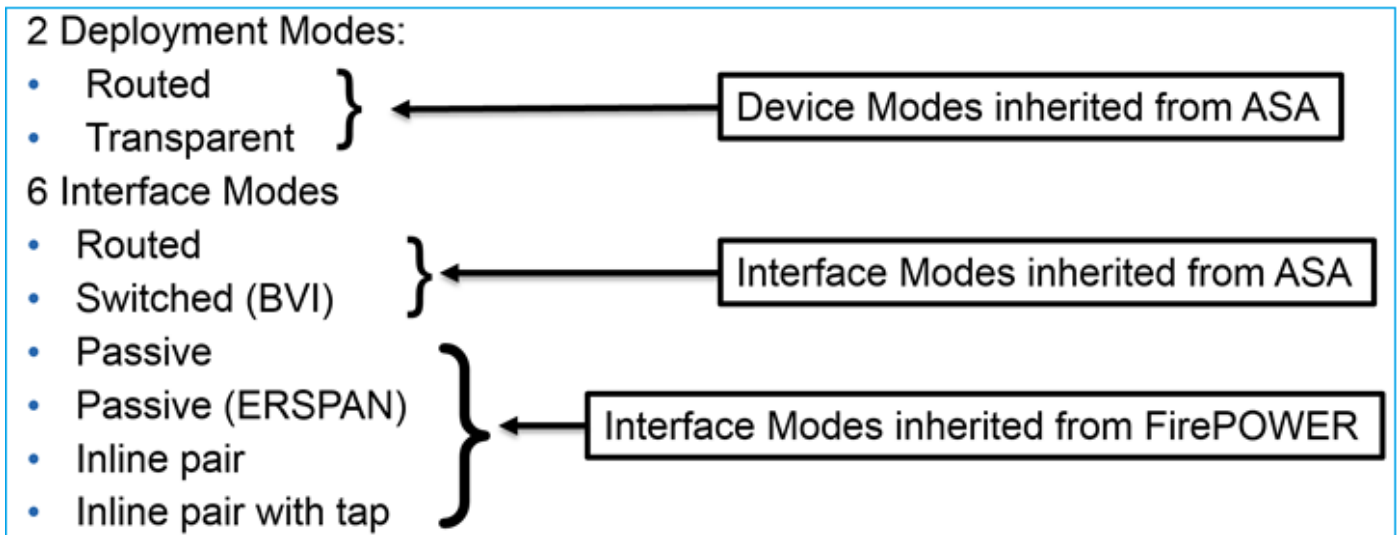 2 Deployment Modes:
• Routed
• Transparent
Device Modes inherited from ASA
6 Interface Modes
• Routed
• Switched (BVI)
Interface Modes inherited from ASA
• Passive
• Passive (ERSPAN)
• Inline pair
• Inline pair with tap
Interface Modes inherited from FirePOWER